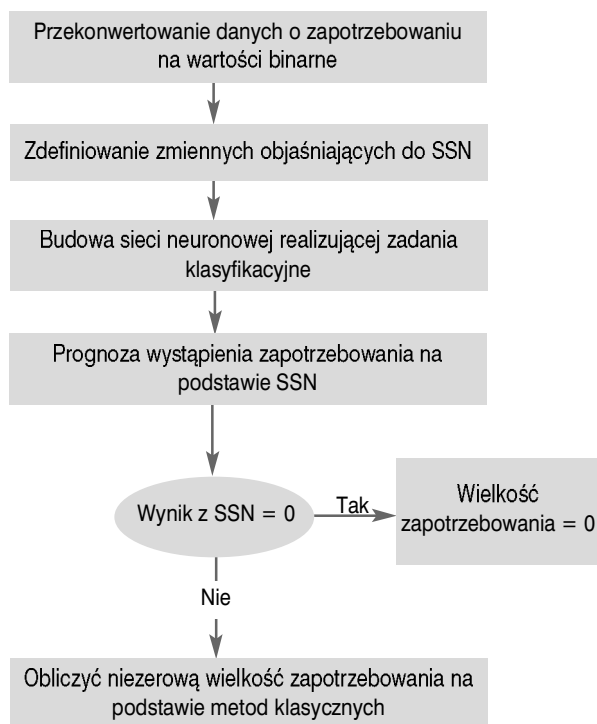 Przekonwertowanie danych o zapotrzebowaniu
na wartości binarne
Zdefiniowanie zmiennych objaśniających do SSN
Budowa sieci neuronowej realizującej zadania
klasyfikacyjne
Prognoza wystąpienia zapotrzebowania na
podstawie SSN
Wynik z SSN = 0
Tak
Wielkość
zapotrzebowania = 0
Nie
Obliczyć niezerową wielkość zapotrzebowania na
podstawie metod klasycznych